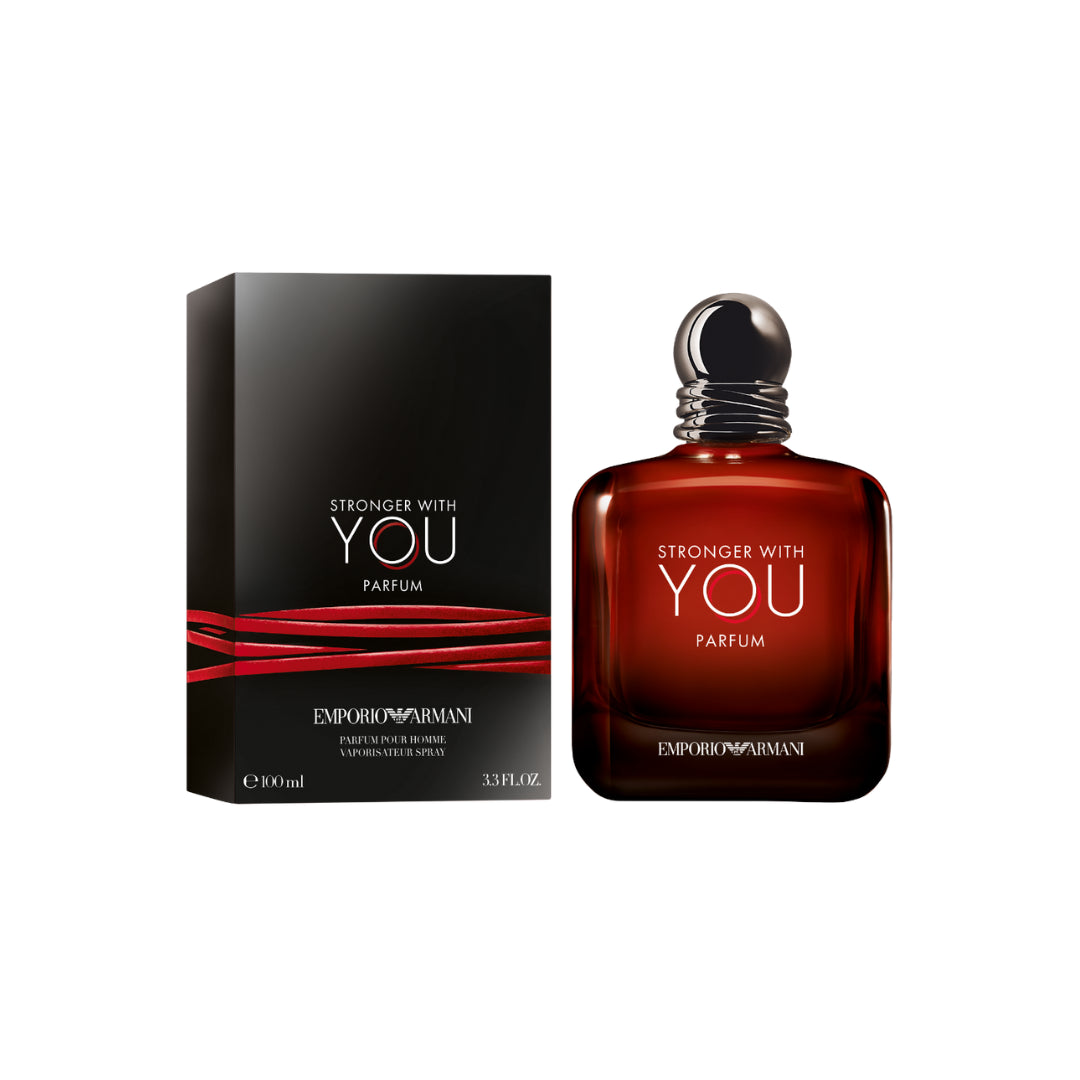 STRONGER WITH
YOU
PARFUM
EMPORIO ARMANI
PARFUM POUR HOMME
VAPORISATEUR SPRAY
℮ 100 ml
3.3 FL.OZ.
STRONGER WITH
YOU
PARFUM
EMPORIO ARMANI